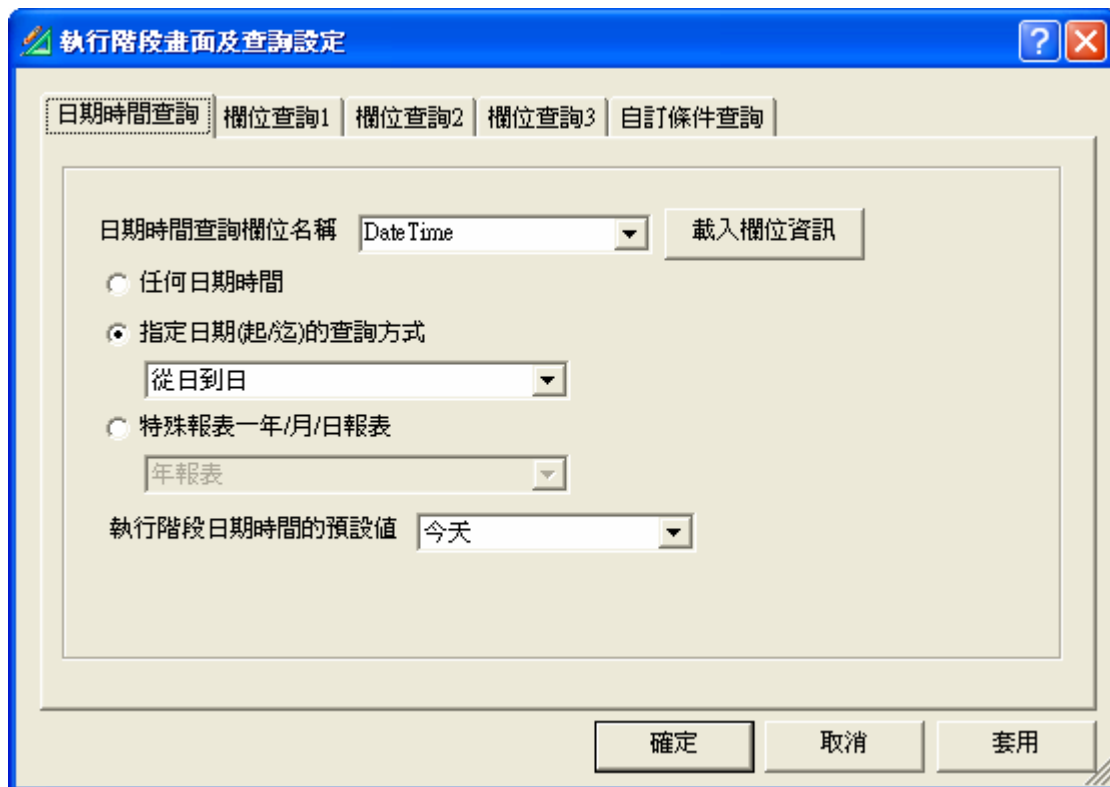 執行階段畫面及查詢設定
日期時間查詢 欄位查詢1 欄位查詢2 欄位查詢3 自訂條件查詢
日期時間查詢欄位名稱 DateTime 載入欄位資訊
任何日期時間
指定日期(起/迄)的查詢方式
從日到日
特殊報表一年/月/日報表
年報表
執行階段日期時間的預設值 今天
確定 取消 套用